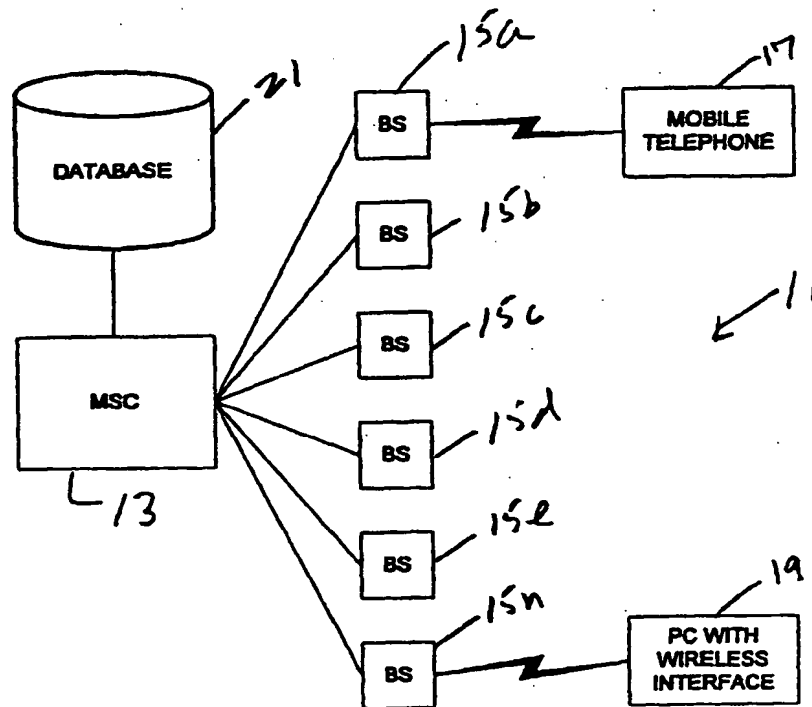 15a
17
21
BS
MOBILE
TELEPHONE
DATABASE
15b
BS
15c
BS
MSC
15d
BS
13
15e
BS
19
15n
BS
PC WITH
WIRELESS
INTERFACE